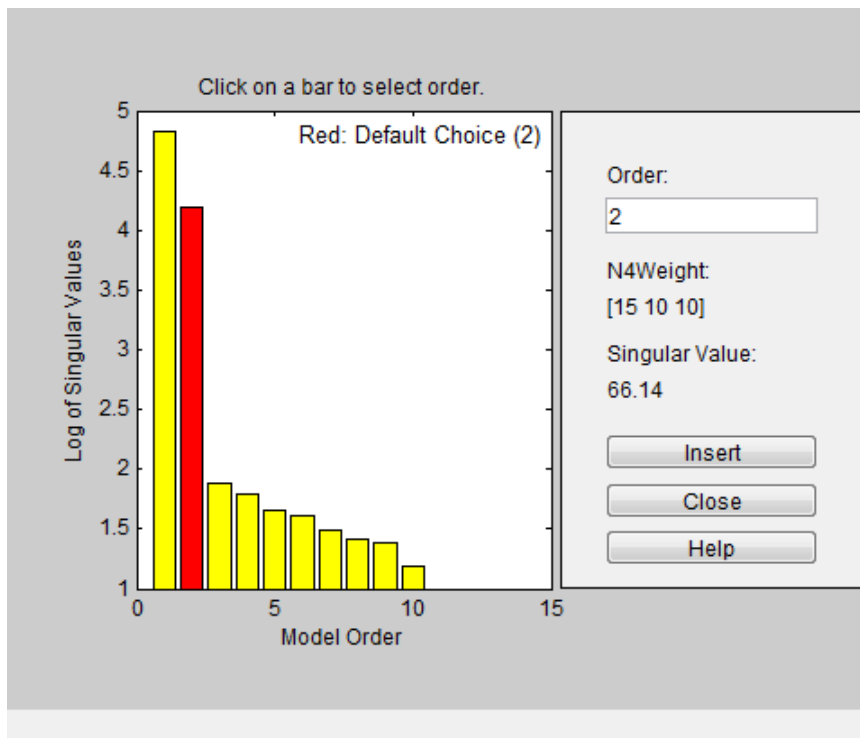 Click on a bar to select order.
Red: Default Choice (2)
Log of Singular Values
5
4.5
4
3.5
3
2.5
2
1.5
1
0
5
10
15
Model Order
Order:
2
N4Weight:
[15 10 10]
Singular Value:
66.14
Insert
Close
Help